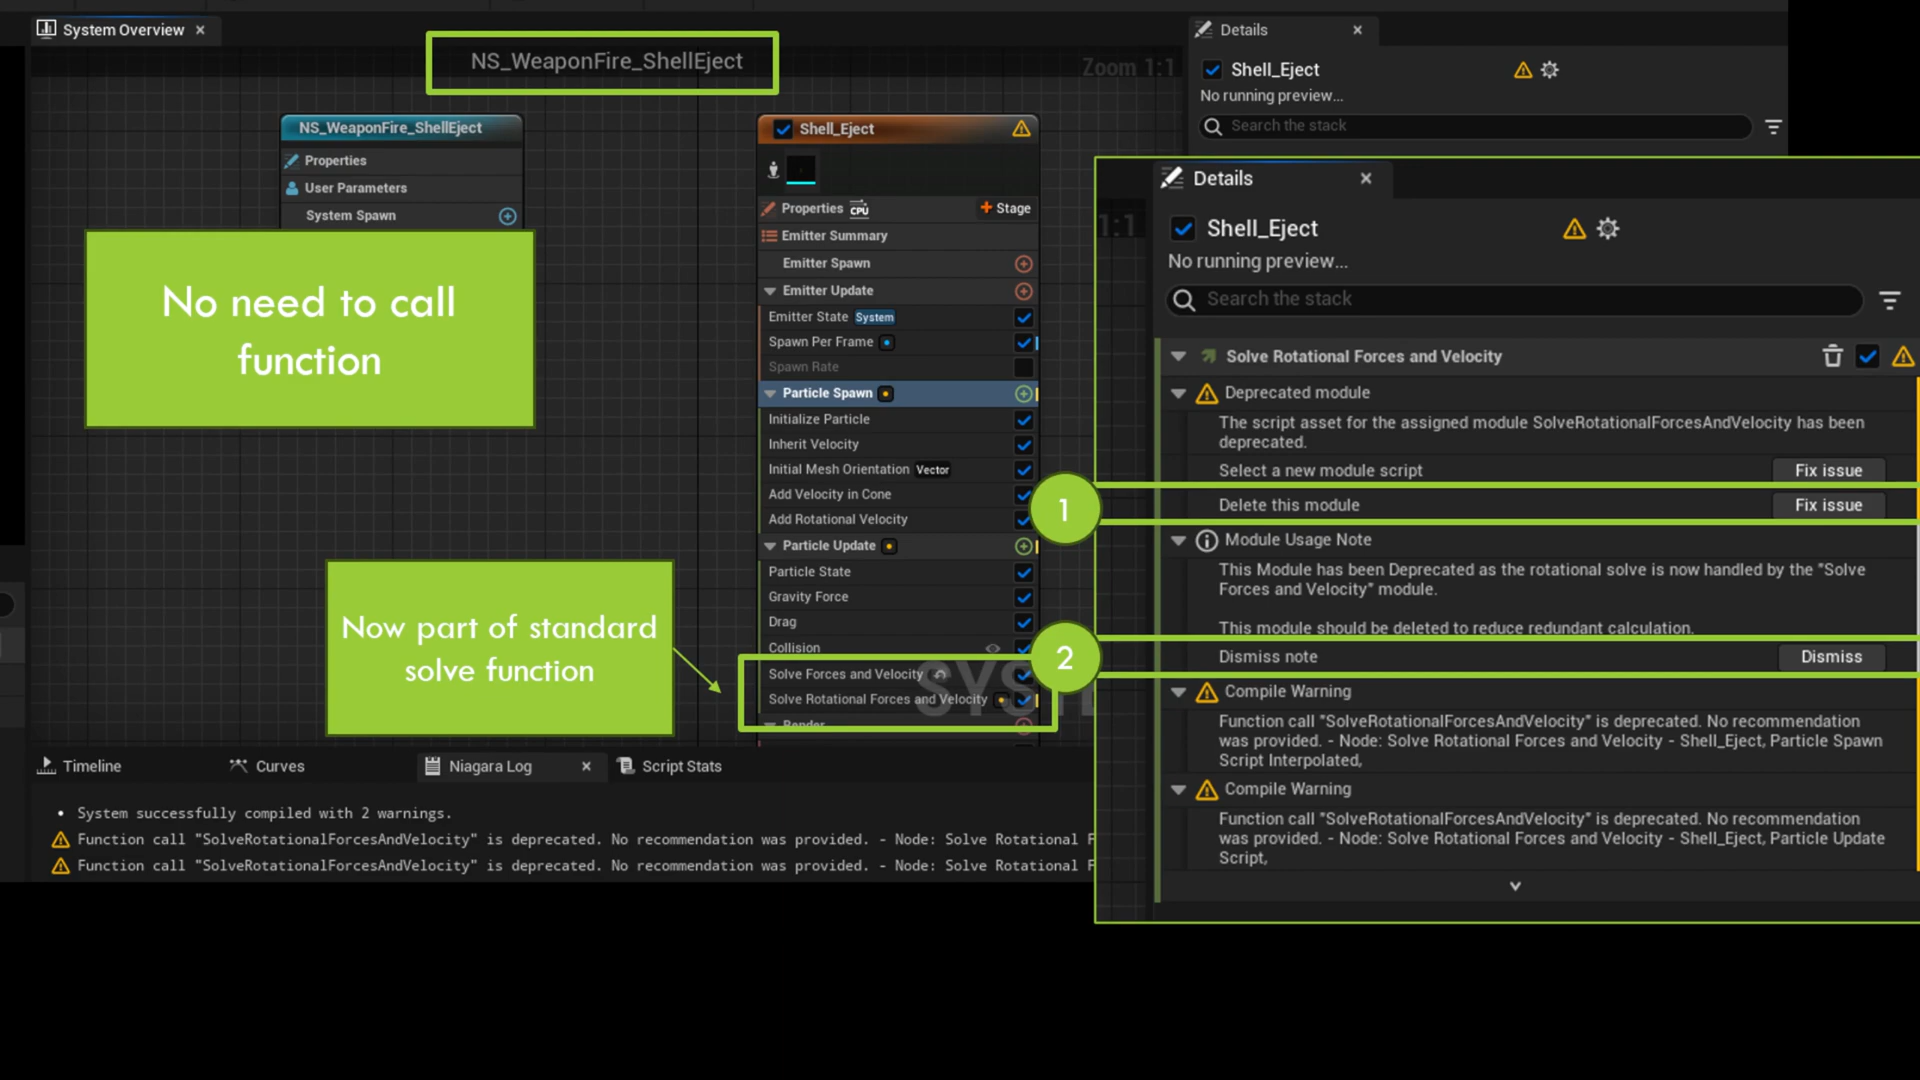 System Overview
NS_WeaponFire_ShellEject
Zoom 1:1
Details
Shell_Eject
No running preview...
Search the stack
NS_WeaponFire_ShellEject
Properties
User Parameters
System Spawn
No need to call
function
Shell_Eject
Properties CPU
Stage
Emitter Summary
Emitter Spawn
Emitter Update
Emitter State System
Spawn Per Frame
Spawn Rate
Particle Spawn
Initialize Particle
Inherit Velocity
Initial Mesh Orientation Vector
Add Velocity in Cone
Add Rotational Velocity
Particle Update
Particle State
Gravity Force
Drag
Collision
Solve Forces and Velocity
Solve Rotational Forces and Velocity
Render
Now part of standard
solve function
1
2
1:1
Details
Shell_Eject
No running preview...
Search the stack
Solve Rotational Forces and Velocity
Deprecated module
The script asset for the assigned module SolveRotationalForcesAndVelocity has been
deprecated.
Select a new module script Fix issue
Delete this module Fix issue
Module Usage Note
This Module has been Deprecated as the rotational solve is now handled by the "Solve
Forces and Velocity" module.
This module should be deleted to reduce redundant calculation.
Dismiss note Dismiss
Compile Warning
Function call "SolveRotationalForcesAndVelocity" is deprecated. No recommendation
was provided. - Node: Solve Rotational Forces and Velocity - Shell_Eject, Particle Spawn
Script Interpolated,
Compile Warning
Function call "SolveRotationalForcesAndVelocity" is deprecated. No recommendation
was provided. - Node: Solve Rotational Forces and Velocity - Shell_Eject, Particle Update
Script,
Timeline
Curves
Niagara Log
Script Stats
• System successfully compiled with 2 warnings.
Function call "SolveRotationalForcesAndVelocity" is deprecated. No recommendation was provided. - Node: Solve Rotational F
Function call "SolveRotationalForcesAndVelocity" is deprecated. No recommendation was provided. - Node: Solve Rotational F